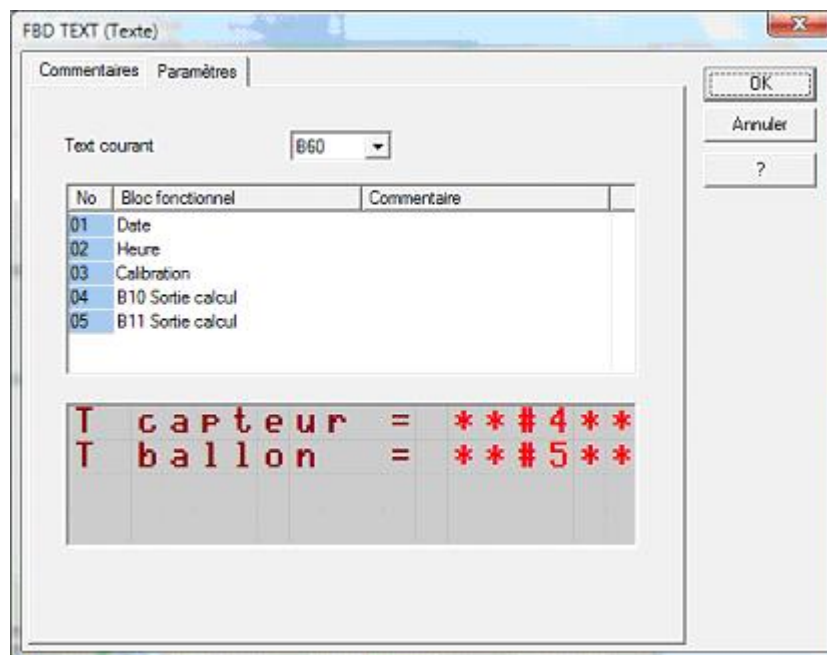 FBD TEXT (Texte)
Commentaires Paramètres
OK
Annuler
?
Text courant B60
No Bloc fonctionnel Commentaire
01 Date
02 Heure
03 Calibration
04 B10 Sortie calcul
05 B11 Sortie calcul
T capteur = **#4**
T ballon = **#5**